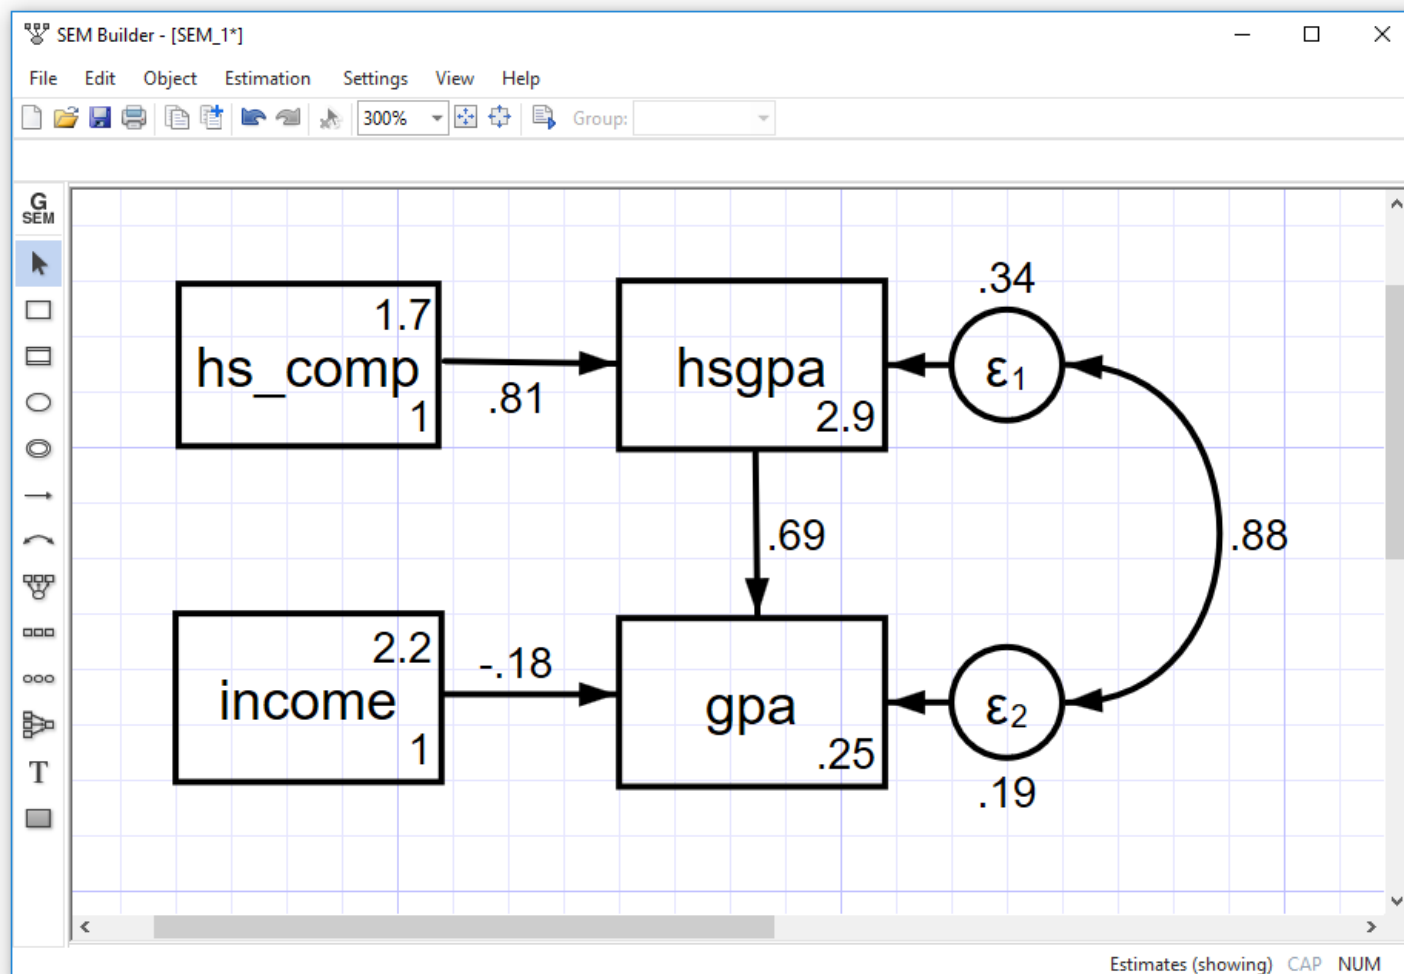 SEM Builder - [SEM_1*]
File Edit Object Estimation Settings View Help
300% Group:
G
SEM
T
.34
1.7
hs_comp
1
.81
hsgpa
2.9
ε1
.69
.88
2.2
income
1
-.18
gpa
.25
ε2
.19
Estimates (showing) CAP NUM